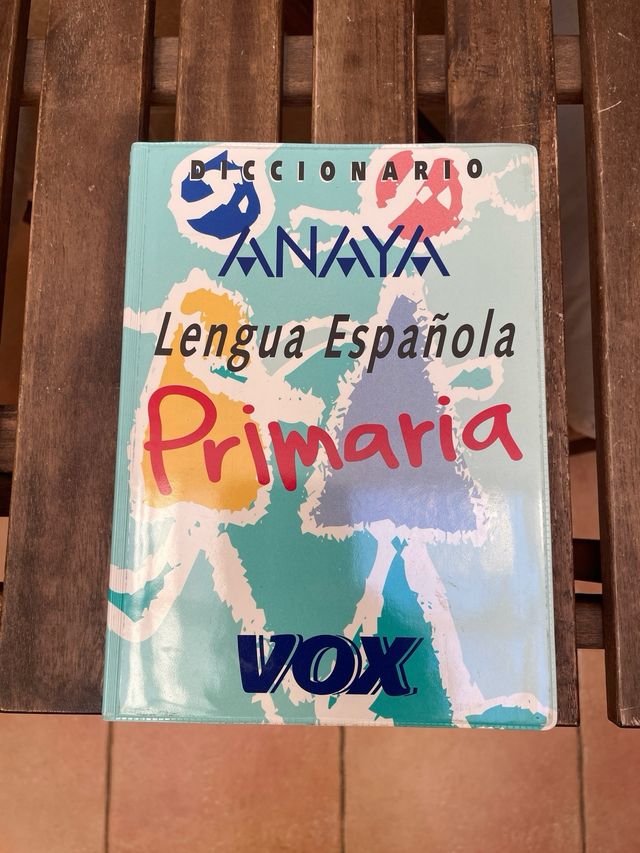 DICCIONARIO
ANAYA
Lengua Española
Primaria
VOX